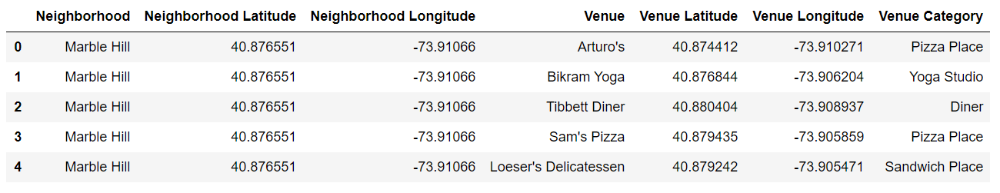 Neighborhood Neighborhood Latitude Neighborhood Longitude Venue Venue Latitude Venue Longitude Venue Category
0 Marble Hill 40.876551 -73.91066 Arturo's 40.874412 -73.910271 Pizza Place
1 Marble Hill 40.876551 -73.91066 Bikram Yoga 40.876844 -73.906204 Yoga Studio
2 Marble Hill 40.876551 -73.91066 Tibbett Diner 40.880404 -73.908937 Diner
3 Marble Hill 40.876551 -73.91066 Sam's Pizza 40.879435 -73.905859 Pizza Place
4 Marble Hill 40.876551 -73.91066 Loeser's Delicatessen 40.879242 -73.905471 Sandwich Place